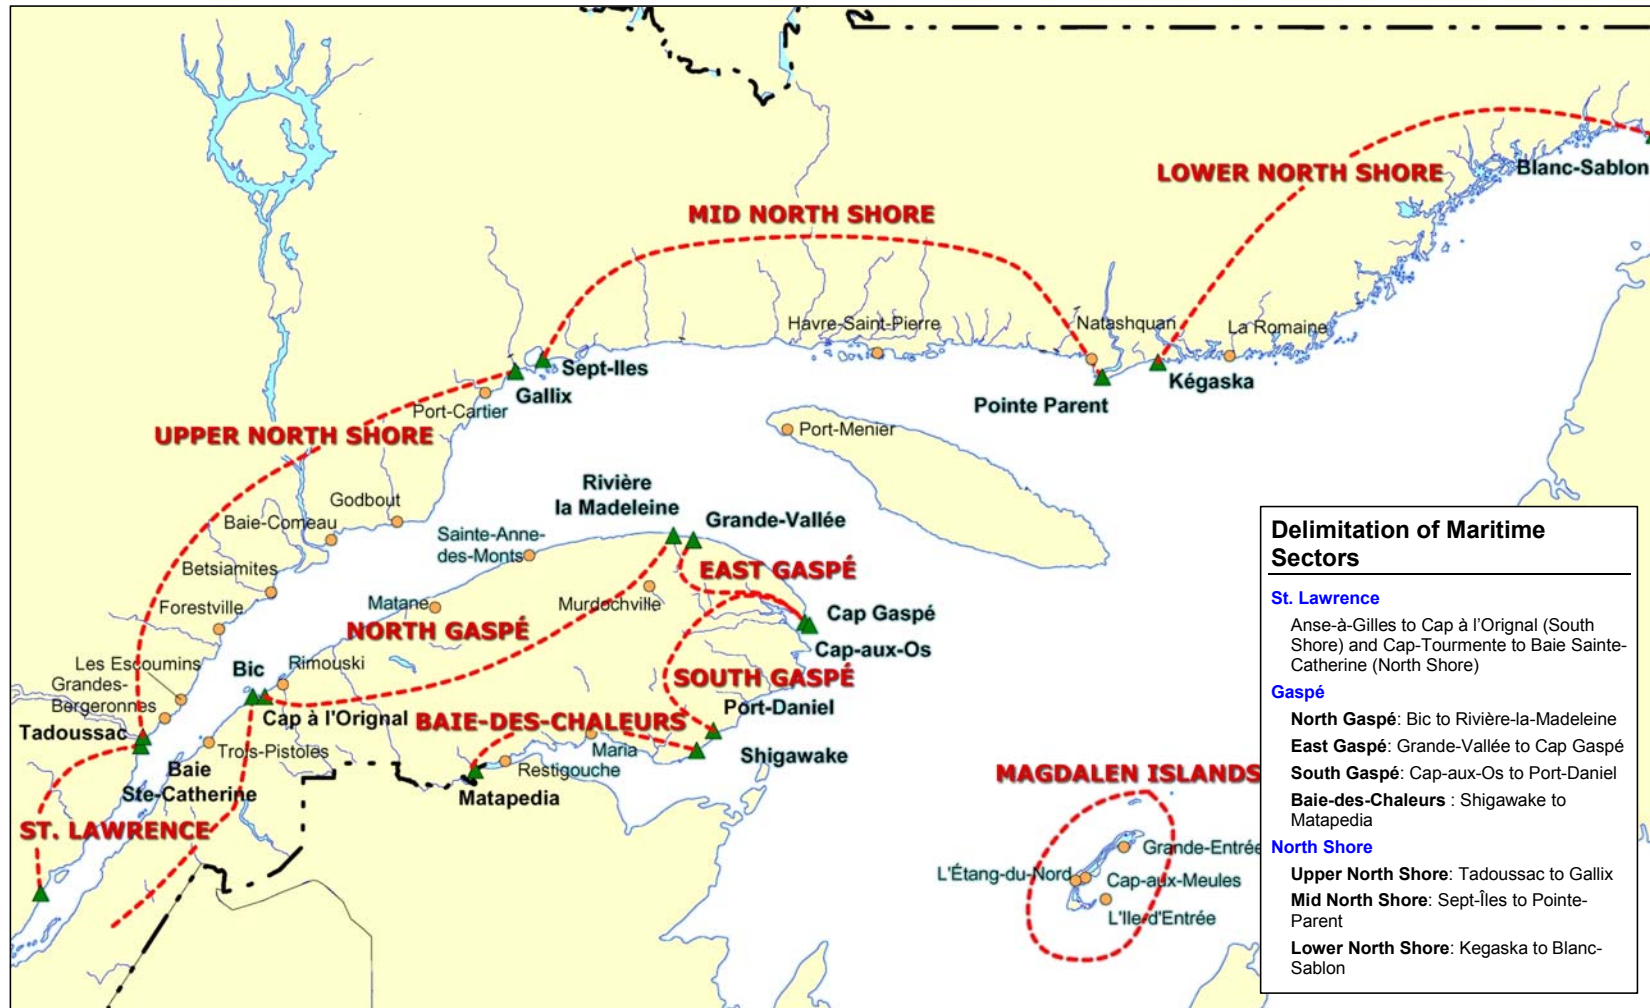 LOWER NORTH SHORE
Blanc-Sablon
MID NORTH SHORE
Havre-Saint-Pierre
Natashquan
La Romaine
Sept-Iles
Gallix
Kégaska
Pointe Parent
Port-Cartier
UPPER NORTH SHORE
Port-Menier
Rivière
la Madeleine
Grande-Vallée
Godbout
Baie-Comeau
Sainte-Anne-
des-Monts
Betsiamites
EAST GASPÉ
Forestville
Matane
Murdochville
Cap Gaspé
NORTH GASPÉ
Cap-aux-Os
Les Escoumins
Bic
Rimouski
Grandes-
Bergeronnes
SOUTH GASPÉ
Cap à l'Orignal
BAIE-DES-CHALEURS
Port-Daniel
Tadoussac
Trois-Pistoles
Maria
Shigawake
Restigouche
Baie
Ste-Catherine
Matapedia
MAGDALEN ISLANDS
ST. LAWRENCE
Grande-Entrée
L'Étang-du-Nord
Cap-aux-Meules
L'Ile-d'Entrée
Delimitation of Maritime
Sectors
St. Lawrence
Anse-à-Gilles to Cap à l'Orignal (South
Shore) and Cap-Tourmente to Baie Sainte-
Catherine (North Shore)
Gaspé
North Gaspé: Bic to Rivière-la-Madeleine
East Gaspé: Grande-Vallée to Cap Gaspé
South Gaspé: Cap-aux-Os to Port-Daniel
Baie-des-Chaleurs : Shigawake to
Matapedia
North Shore
Upper North Shore: Tadoussac to Gallix
Mid North Shore: Sept-Îles to Pointe-
Parent
Lower North Shore: Kegaska to Blanc-
Sablon